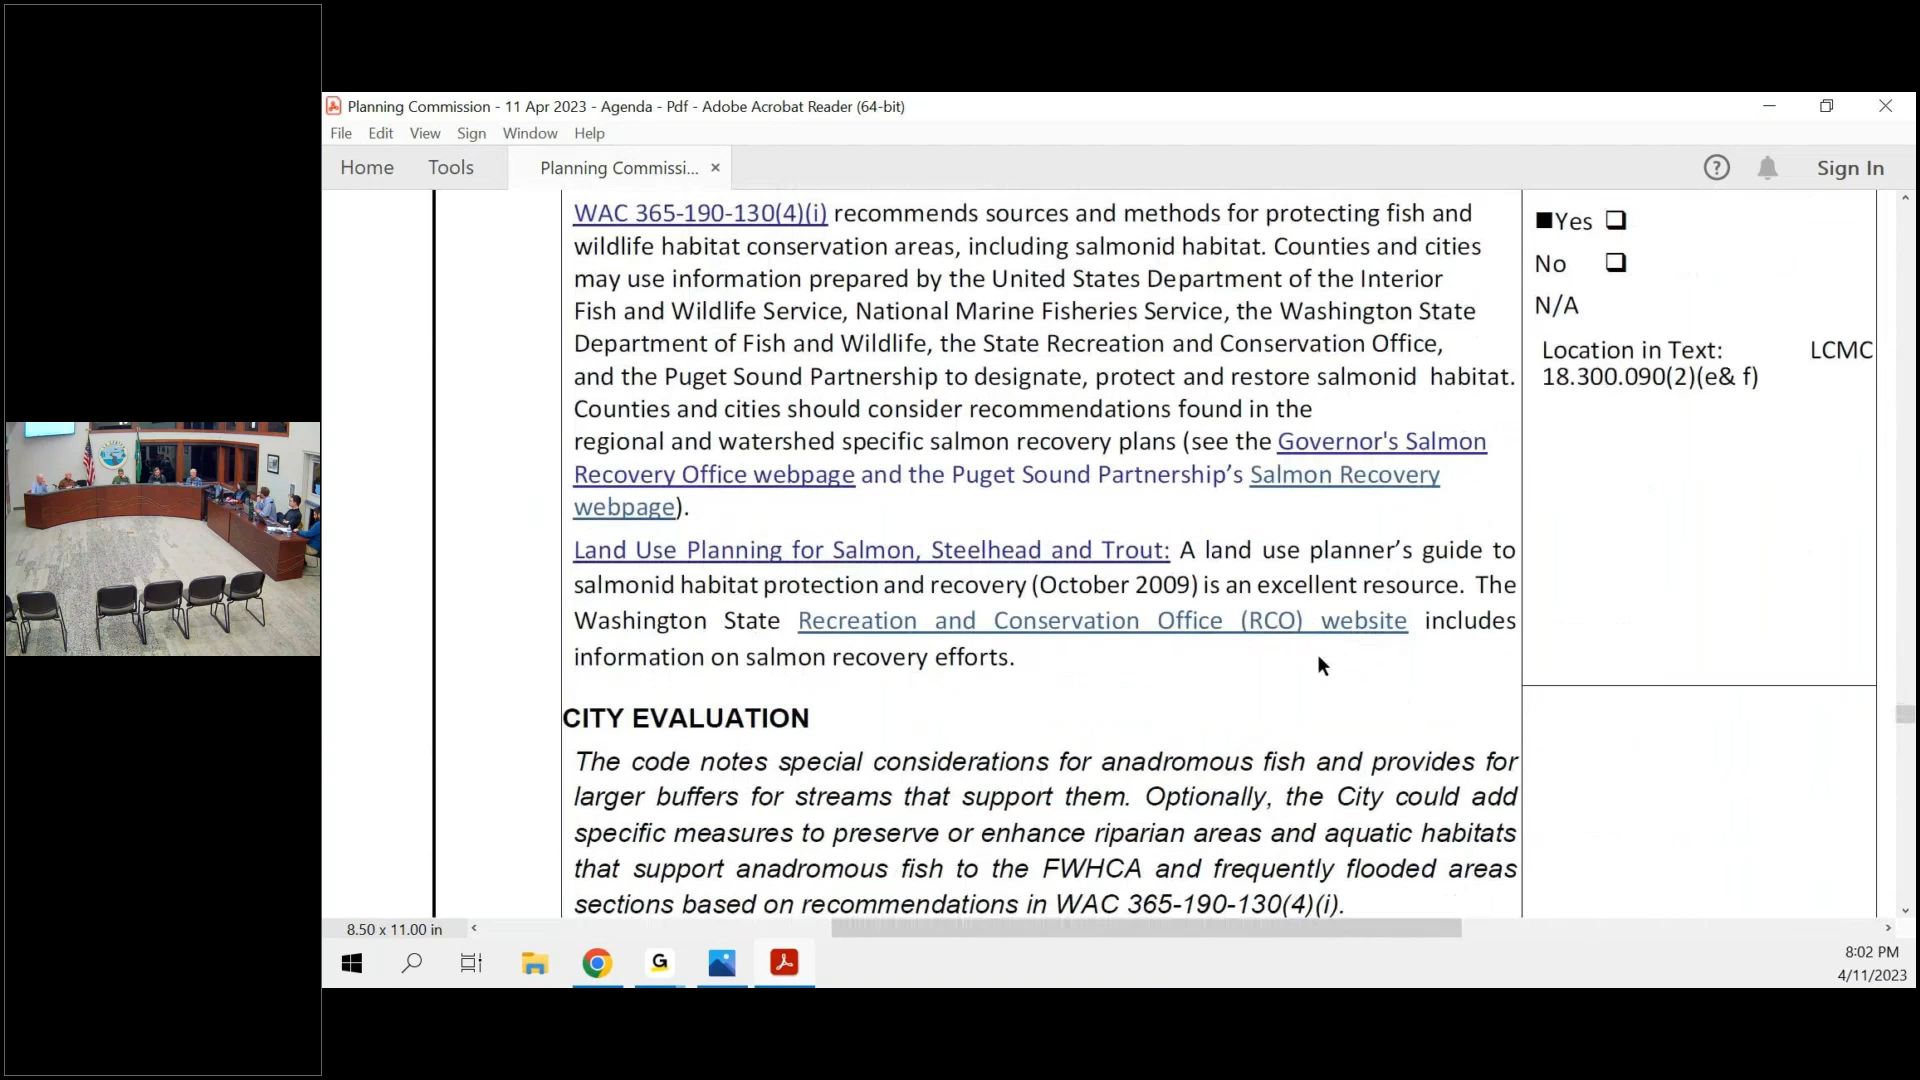 Planning Commission - 11 Apr 2023 - Agenda - Pdf - Adobe Acrobat Reader (64-bit)
File Edit View Sign Window Help
Home Tools Planning Commissi... × Sign In
WAC 365-190-130(4)(i) recommends sources and methods for protecting fish and
wildlife habitat conservation areas, including salmonid habitat. Counties and cities
may use information prepared by the United States Department of the Interior
Fish and Wildlife Service, National Marine Fisheries Service, the Washington State
Department of Fish and Wildlife, the State Recreation and Conservation Office,
and the Puget Sound Partnership to designate, protect and restore salmonid habitat.
Counties and cities should consider recommendations found in the
regional and watershed specific salmon recovery plans (see the Governor's Salmon
Recovery Office webpage and the Puget Sound Partnership’s Salmon Recovery
webpage).
Land Use Planning for Salmon, Steelhead and Trout: A land use planner’s guide to
salmonid habitat protection and recovery (October 2009) is an excellent resource. The
Washington State Recreation and Conservation Office (RCO) website includes
information on salmon recovery efforts.
CITY EVALUATION
The code notes special considerations for anadromous fish and provides for
larger buffers for streams that support them. Optionally, the City could add
specific measures to preserve or enhance riparian areas and aquatic habitats
that support anadromous fish to the FWHCA and frequently flooded areas
sections based on recommendations in WAC 365-190-130(4)(i).
■Yes ❑
No ❑
N/A
Location in Text: LCMC
18.300.090(2)(e& f)
8.50 x 11.00 in
8:02 PM
4/11/2023